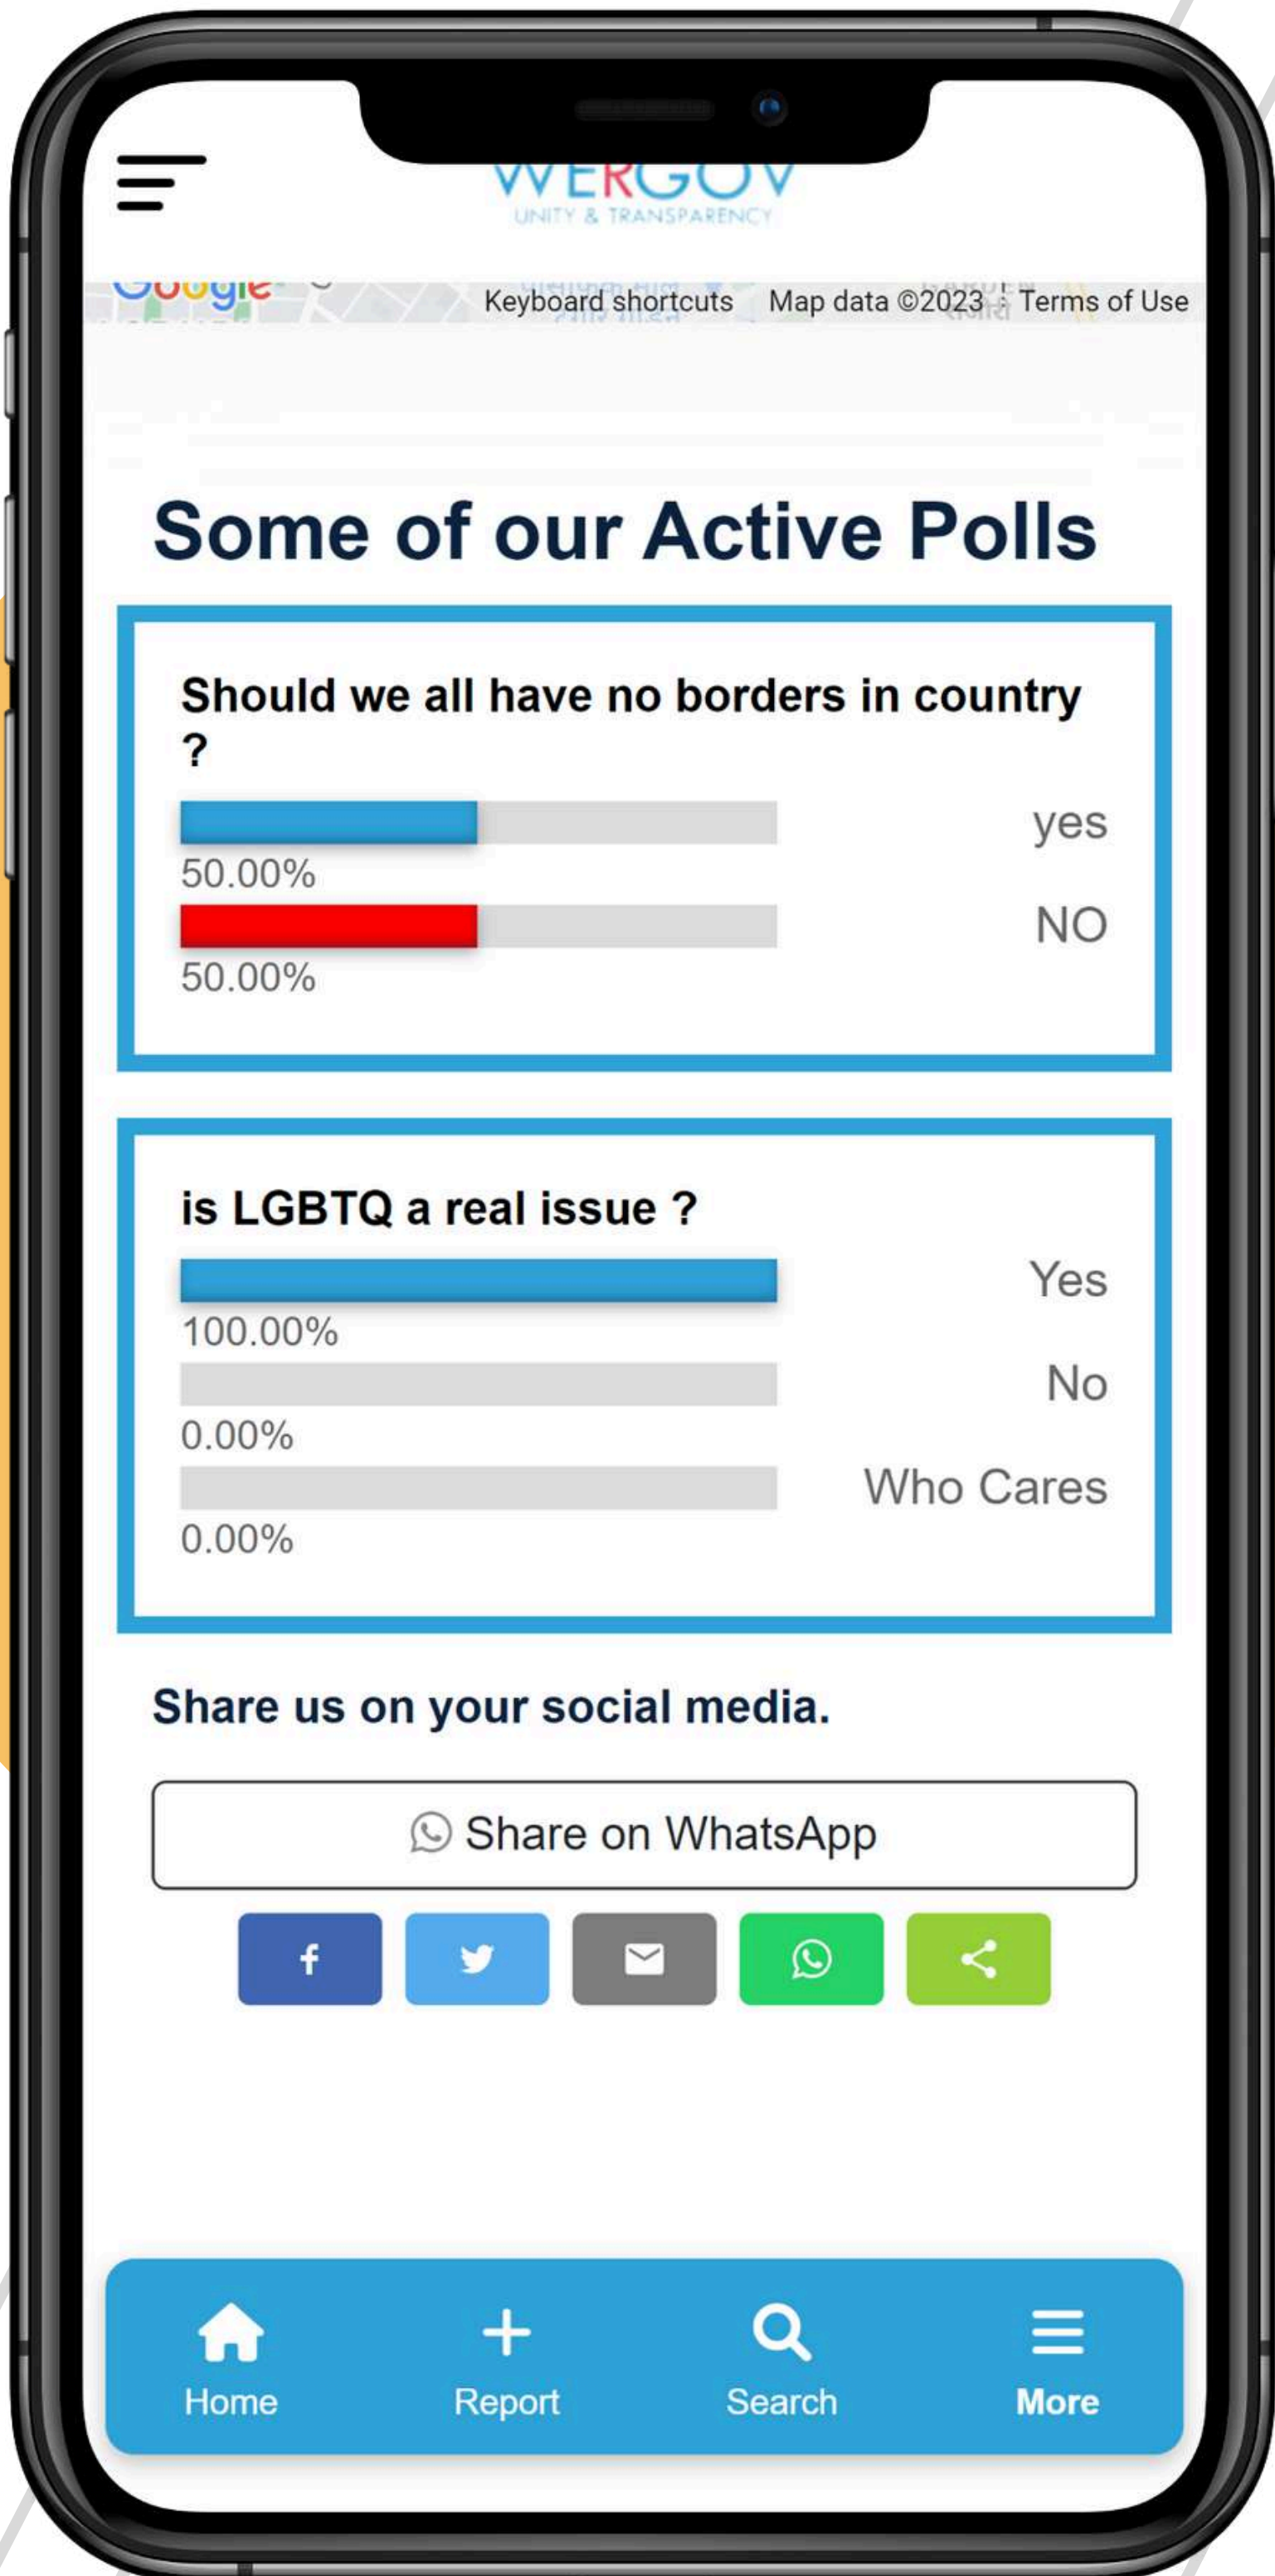 WERGOV
UNITY & TRANSPARENCY
Google
Keyboard shortcuts Map data ©2023 Terms of Use
Some of our Active Polls
Should we all have no borders in country
?
yes
50.00%
NO
50.00%
is LGBTQ a real issue ?
Yes
100.00%
No
0.00%
Who Cares
0.00%
Share us on your social media.
Share on WhatsApp
f
Home Report Search More